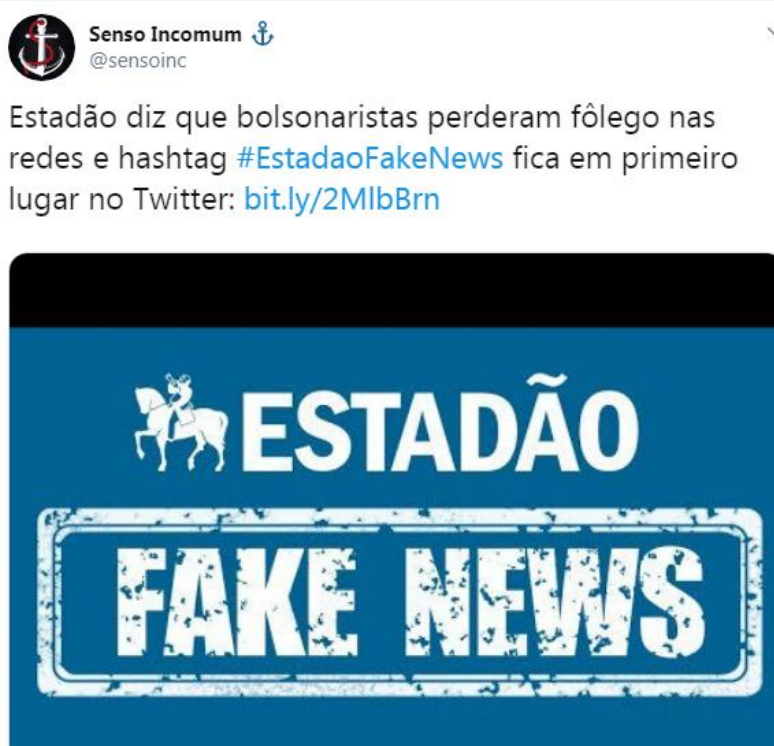 Senso Incomum
@sensoinc
Estadão diz que bolsonaristas perderam fôlego nas
redes e hashtag #EstadaoFakeNews fica em primeiro
lugar no Twitter: bit.ly/2MlbBrn
ESTADÃO
FAKE NEWS